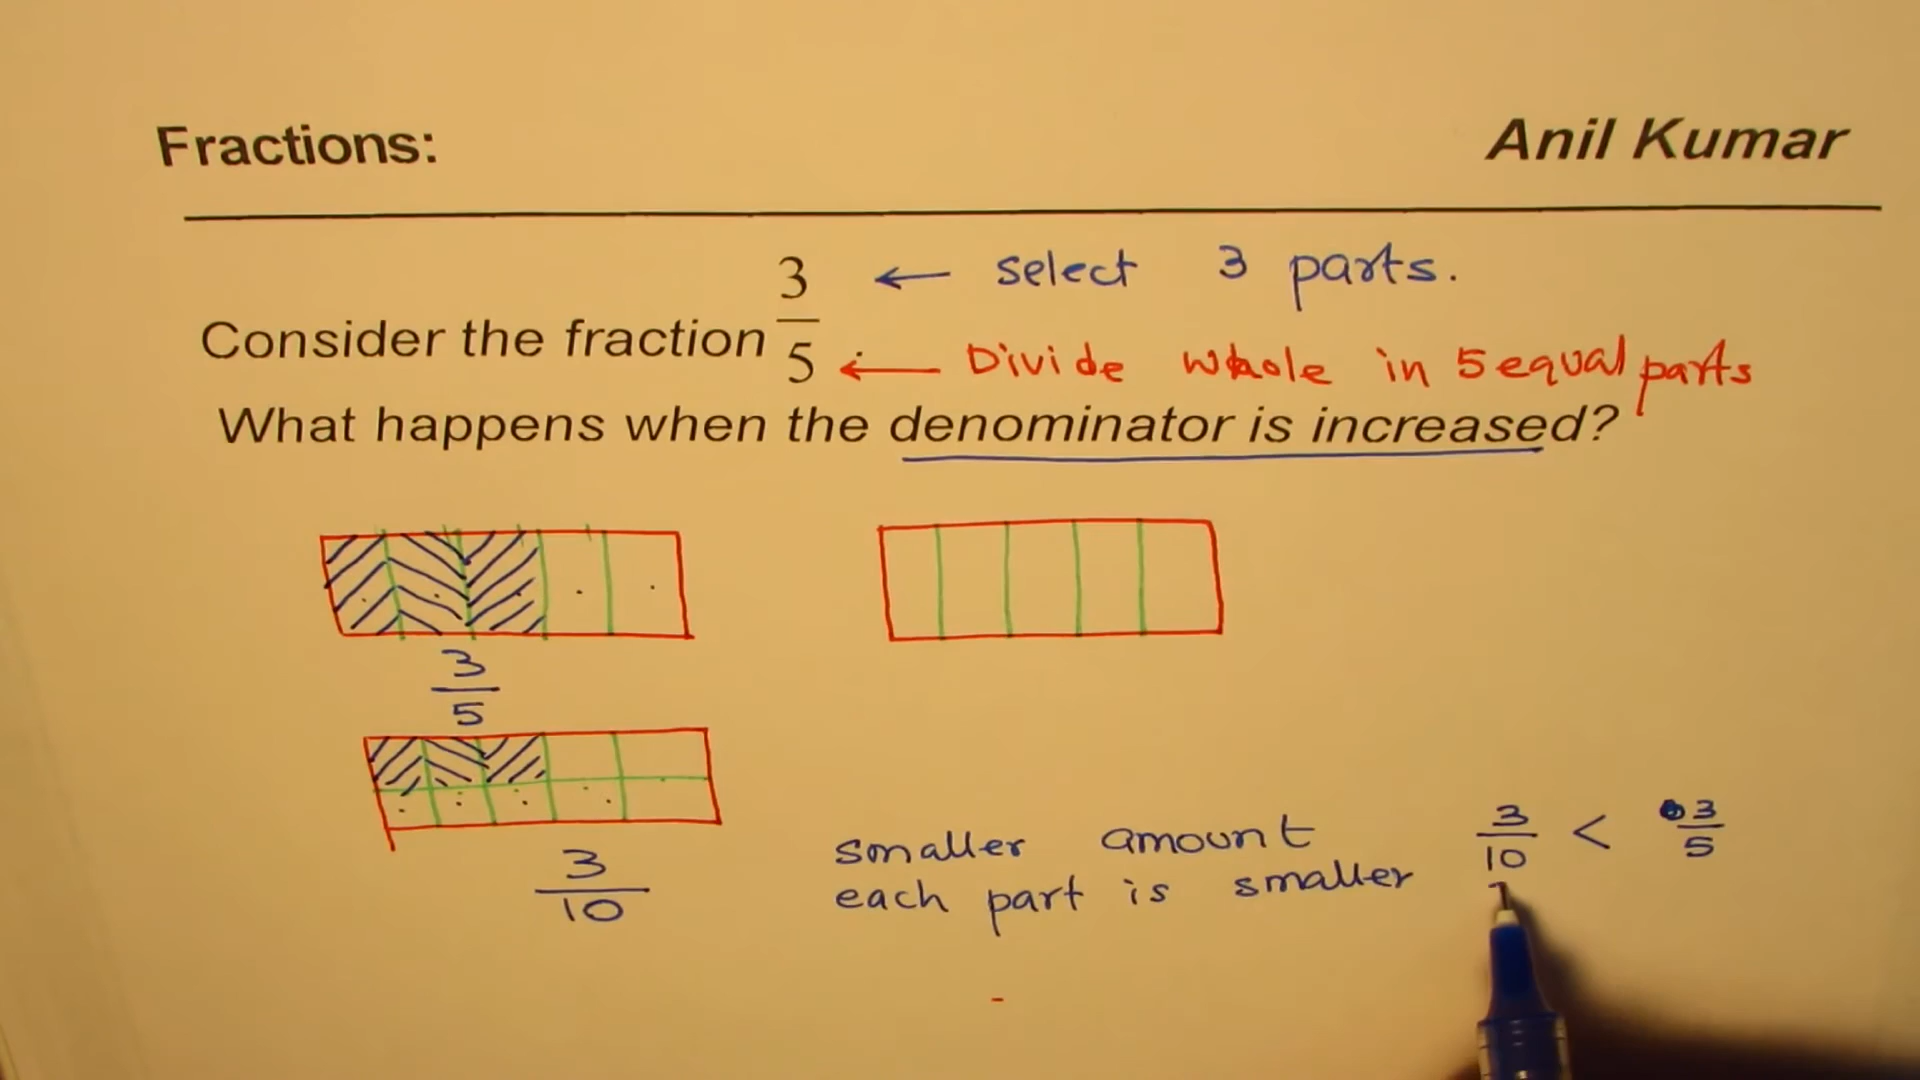 Fractions: Anil Kumar
3 ← select 3 parts.
Consider the fraction
5 ← Divide whole in 5 equal parts
What happens when the denominator is increased?
3
5
3
10
smaller amount
each part is smaller
3/10 < 3/5